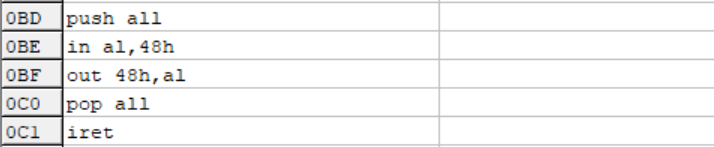 0BD push all
0BE in al,48h
0BF out 48h,al
0C0 pop all
0C1 iret